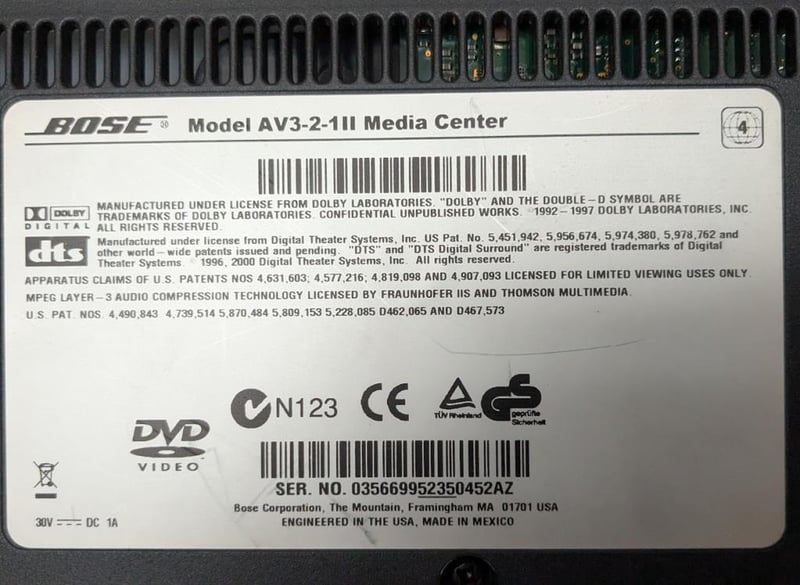 BOSE® Model AV3-2-1II Media Center
4
DOLBY
DIGITAL
MANUFACTURED UNDER LICENSE FROM DOLBY LABORATORIES. "DOLBY" AND THE DOUBLE-D SYMBOL ARE
TRADEMARKS OF DOLBY LABORATORIES. CONFIDENTIAL UNPUBLISHED WORKS. 1992-1997 DOLBY LABORATORIES, INC.
ALL RIGHTS RESERVED.
dts
Manufactured under license from Digital Theater Systems, Inc. US Pat. No. 5,451,942, 5,956,674, 5,974,380, 5,978,762 and
other world-wide patents issued and pending. "DTS" and "DTS Digital Surround" are registered trademarks of Digital
Theater Systems. 1996, 2000 Digital Theater Systems, Inc. All rights reserved.
APPARATUS CLAIMS OF U.S. PATENTS NOS 4,631,603; 4,577,216; 4,819,098 AND 4,907,093 LICENSED FOR LIMITED VIEWING USES ONLY.
MPEG LAYER-3 AUDIO COMPRESSION TECHNOLOGY LICENSED BY FRAUNHOFER IIS AND THOMSON MULTIMEDIA.
U.S. PAT. NOS. 4,490,843 4,739,514 5,870,484 5,809,153 5,228,085 D462,065 AND D467,573
N123 CE
TÜV Rheinland
GS
geprüfte
Sicherheit
DVD
VIDEO
SER. NO. 035669952350452AZ
Bose Corporation, The Mountain, Framingham MA 01701 USA
30V DC 1A
ENGINEERED IN THE USA, MADE IN MEXICO